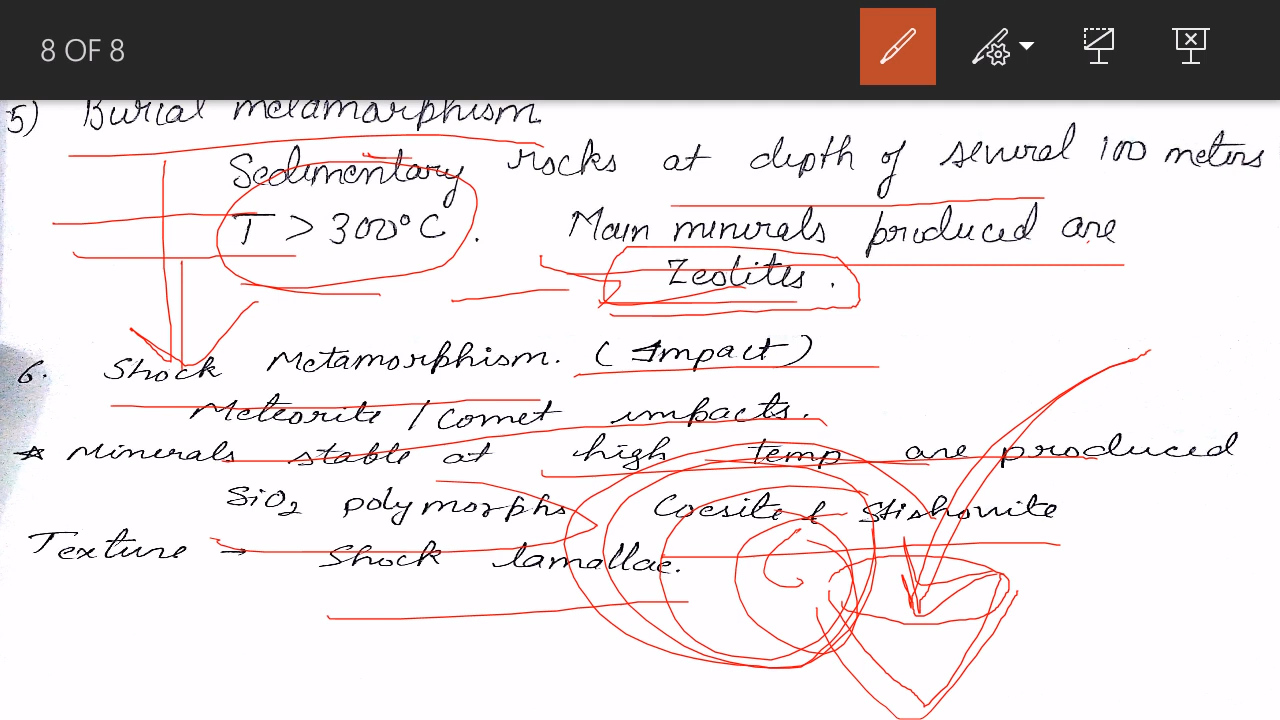 8 OF 8
5) Burial metamorphism.
Sedimentary rocks at depth of several 100 meters
T > 300°C. Main minerals produced are
Zeolites.
6. Shock Metamorphism. (Impact)
Meteorite / comet impacts.
* Minerals stable at high temp are produced
SiO₂ polymorphs Coesite & Stishovite
Texture → Shock lamallae.